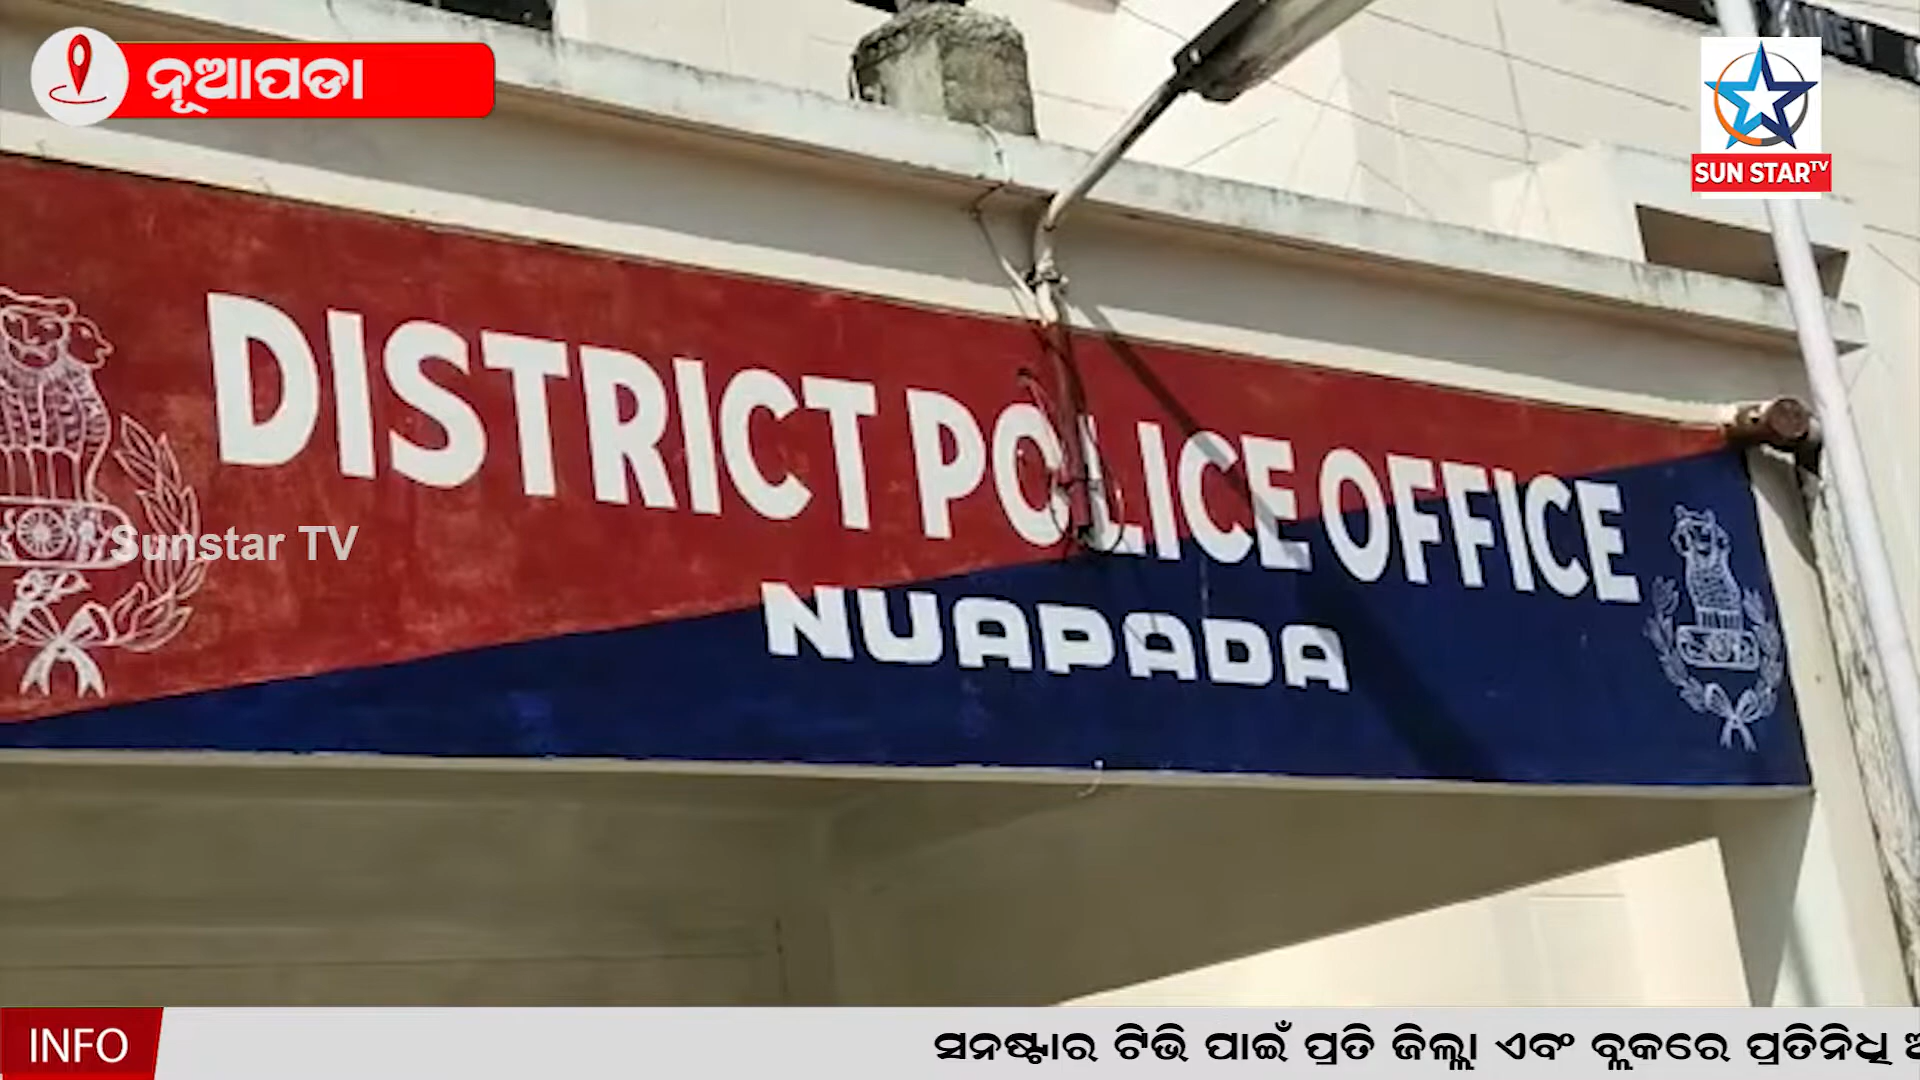 ନୂଆପଡା
SUN STAR TV
DISTRICT POLICE OFFICE
Sunstar TV
NUAPADA
INFO
ସନଷ୍ଟାର ଟିଭି ପାଇଁ ପ୍ରତି ଜିଲ୍ଲା ଏବଂ ବ୍ଲକରେ ପ୍ରତିନିଧି